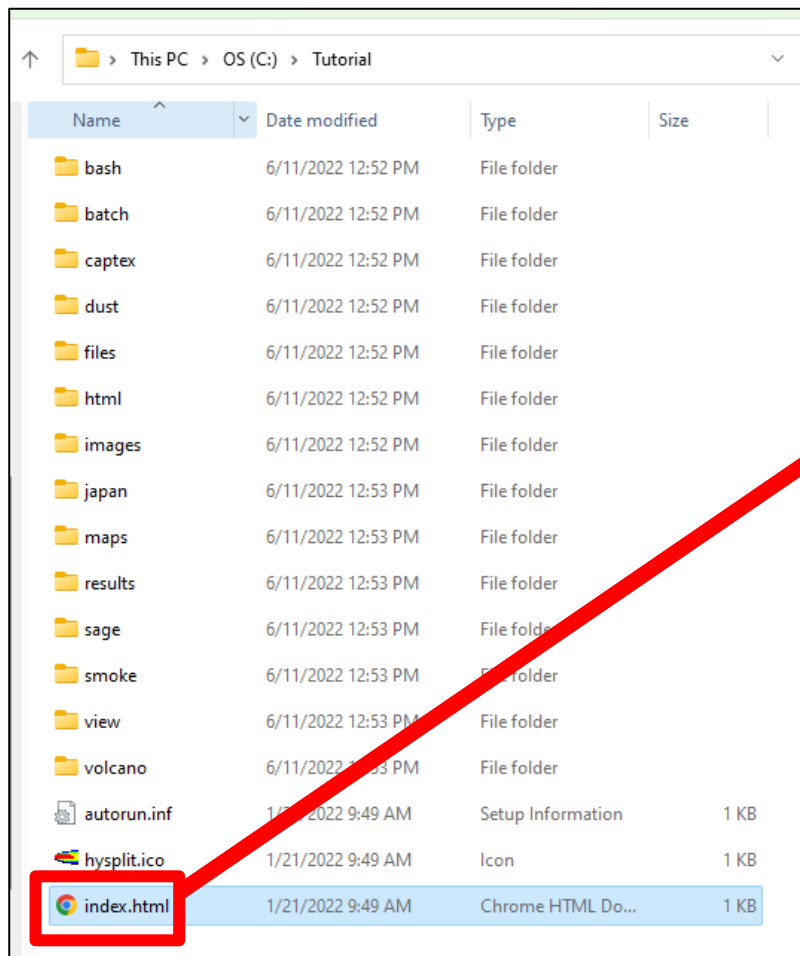 This PC > OS (C:) > Tutorial
Name Date modified Type Size
bash 6/11/2022 12:52 PM File folder
batch 6/11/2022 12:52 PM File folder
captex 6/11/2022 12:52 PM File folder
dust 6/11/2022 12:52 PM File folder
files 6/11/2022 12:52 PM File folder
html 6/11/2022 12:52 PM File folder
images 6/11/2022 12:52 PM File folder
japan 6/11/2022 12:53 PM File folder
maps 6/11/2022 12:53 PM File folder
results 6/11/2022 12:53 PM File folder
sage 6/11/2022 12:53 PM File
smoke 6/11/2022 12:53 PM folder
view 6/11/2022 12:53 PM File folder
volcano 6/11/2022 PM File folder
autorun.inf 9:49 AM Setup Information 1 KB
hysplit.ico 1/21/2022 9:49 AM Icon 1 KB
index.html 1/21/2022 9:49 AM Chrome HTML Do... 1 KB